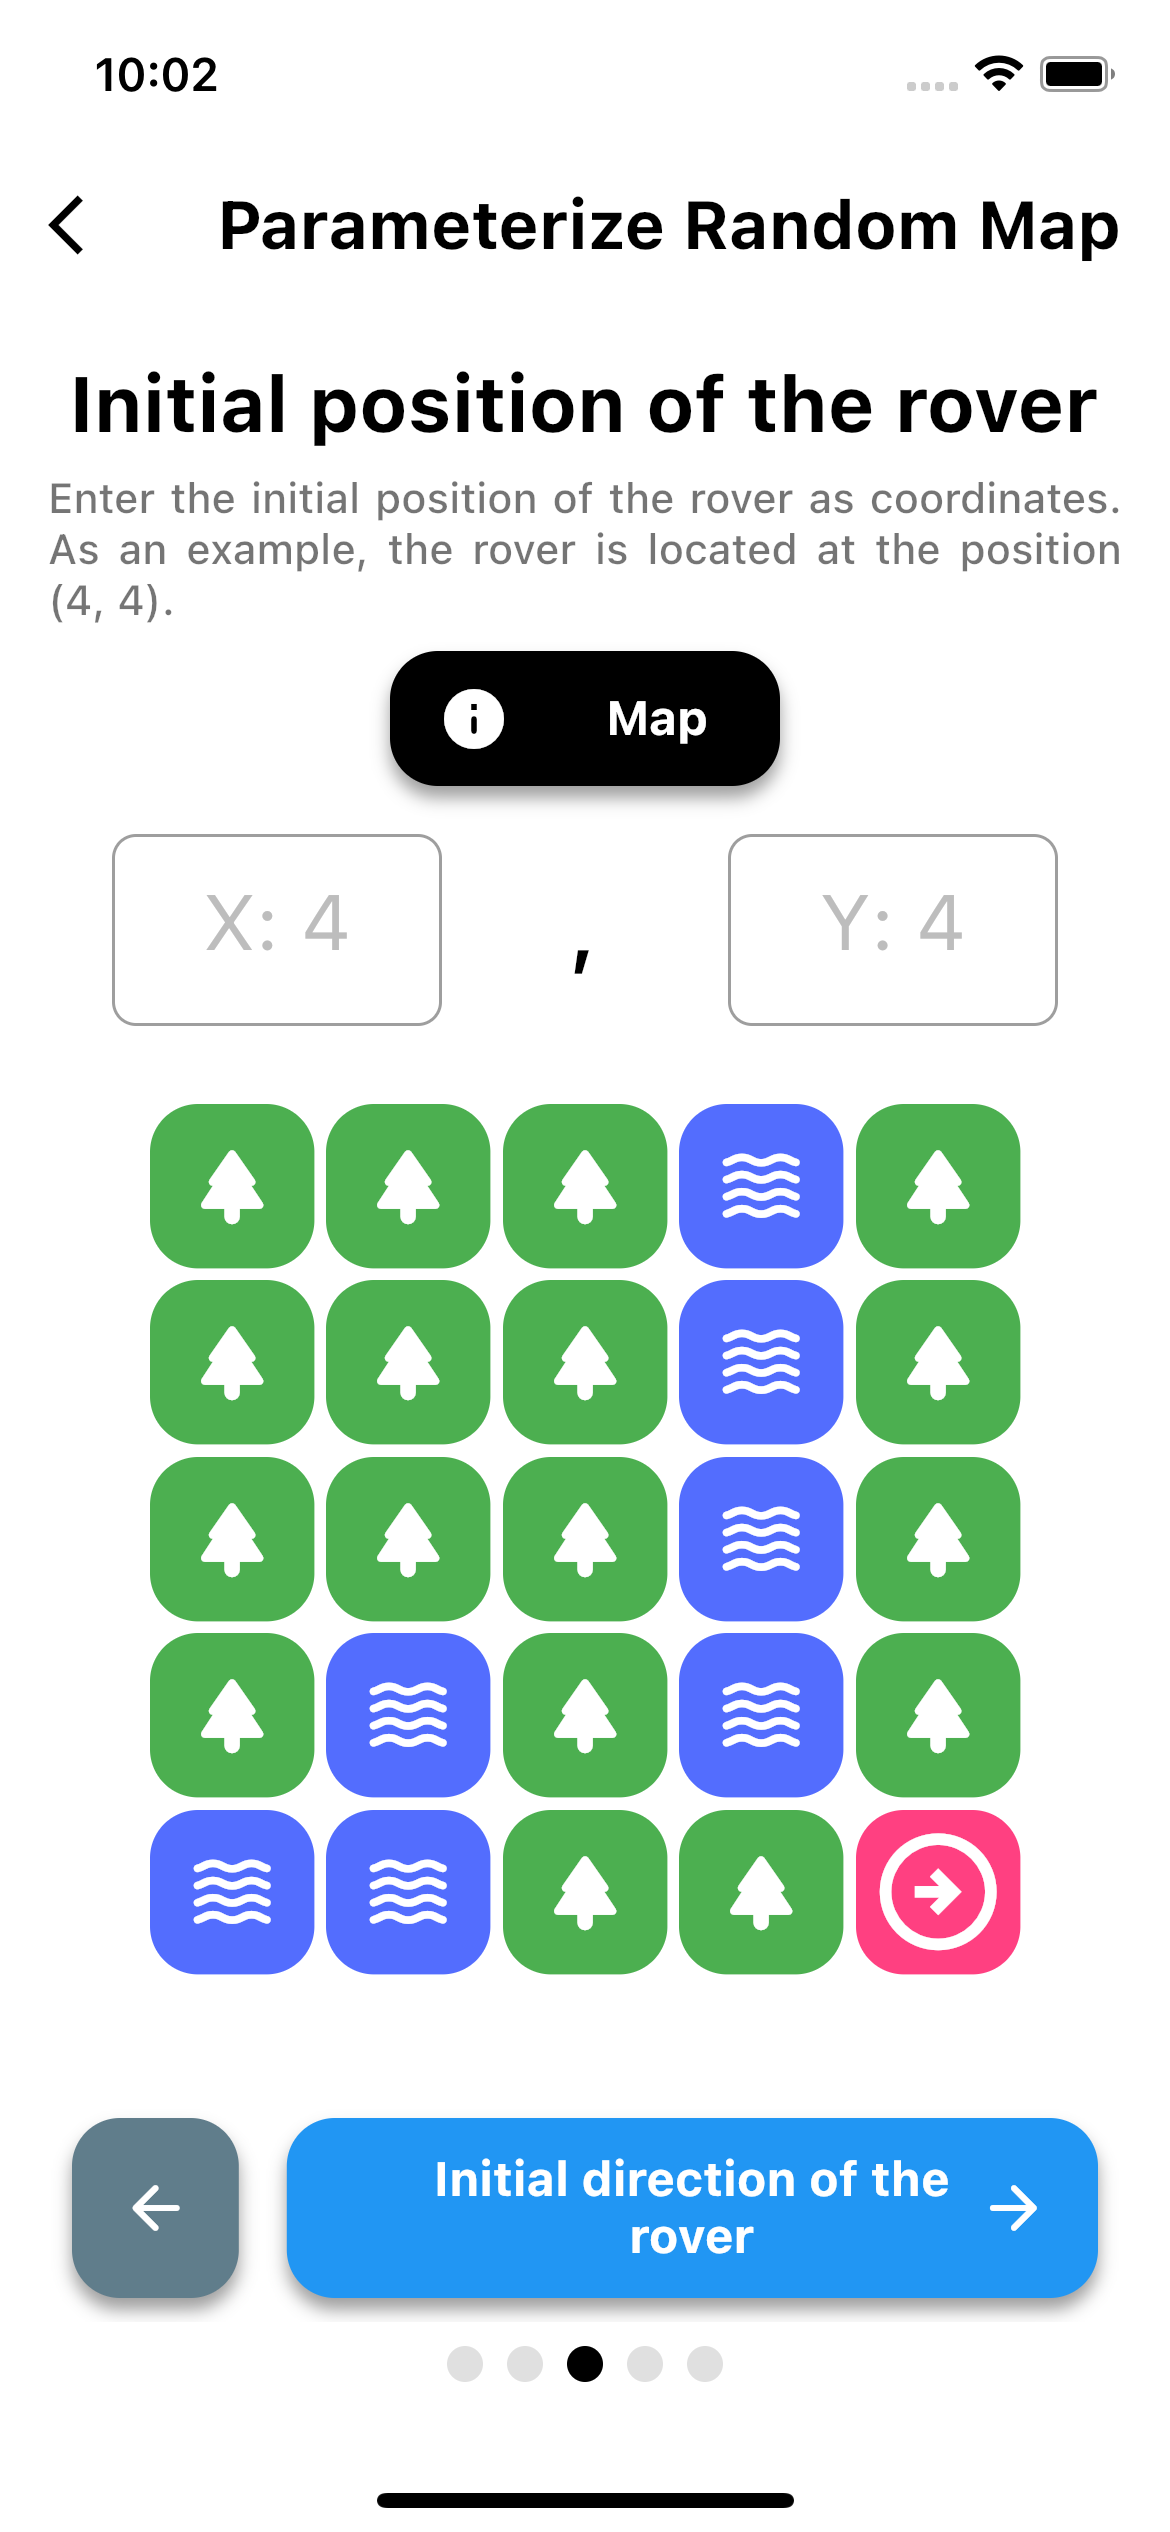 10:02
Parameterize Random Map
Initial position of the rover
Enter the initial position of the rover as coordinates.
As an example, the rover is located at the position
(4, 4).
Map
X: 4 , Y: 4
Initial direction of the
rover